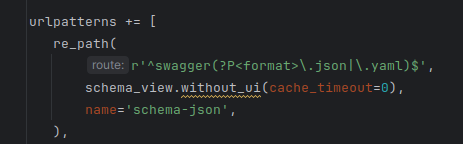 urlpatterns += [
re_path(
route: r'^swagger(?P<format>\.json|\.yaml)$',
schema_view.without_ui(cache_timeout=0),
name='schema-json',
),